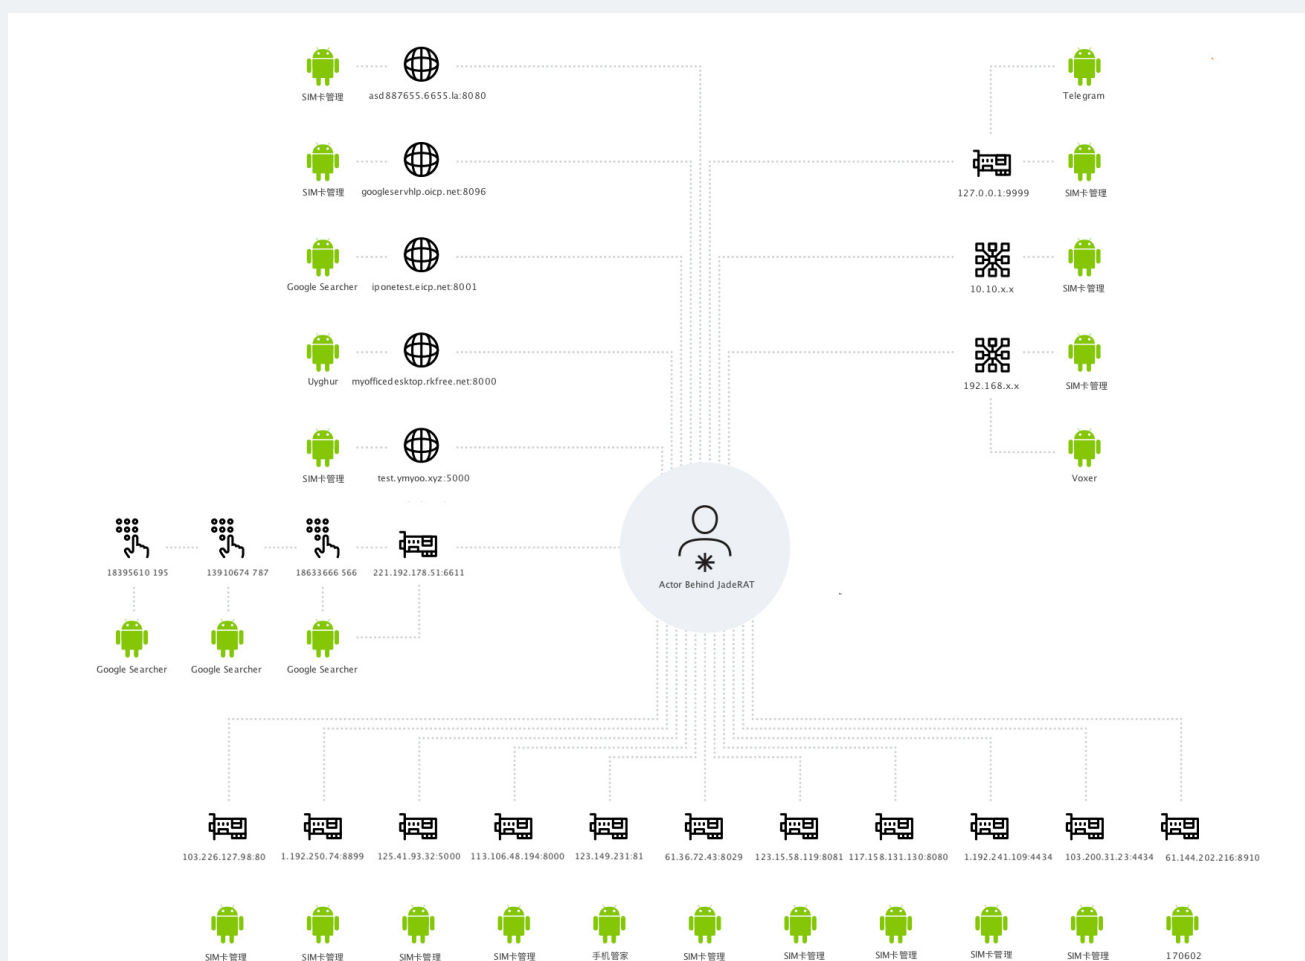 SIM卡管理 asd887655.6655.la:8080
Telegram
SIM卡管理 googleservhlp.oicp.net:8096
127.0.0.1:9999 SIM卡管理
Google Searcher iponetest.eicp.net:8001
10.10.x.x SIM卡管理
Uyghur myofficedesktop.rkfree.net:8000
192.168.x.x SIM卡管理
SIM卡管理 test.ymyoo.xyz:5000
Voxer
18395610 195 13910674 787 18633666 566 221.192.178.51:6611
Actor Behind JadeRAT
Google Searcher Google Searcher Google Searcher
103.226.127.98:80 1.192.250.74:8899 125.41.93.32:5000 113.106.48.194:8000 123.149.231:81 61.36.72.43:8029 123.15.58.119:8081 117.158.131.130:8080 1.192.241.109:4434 103.200.31.23:4434 61.144.202.216:8910
SIM卡管理 SIM卡管理 SIM卡管理 SIM卡管理 手机管家 SIM卡管理 SIM卡管理 SIM卡管理 SIM卡管理 SIM卡管理 170602